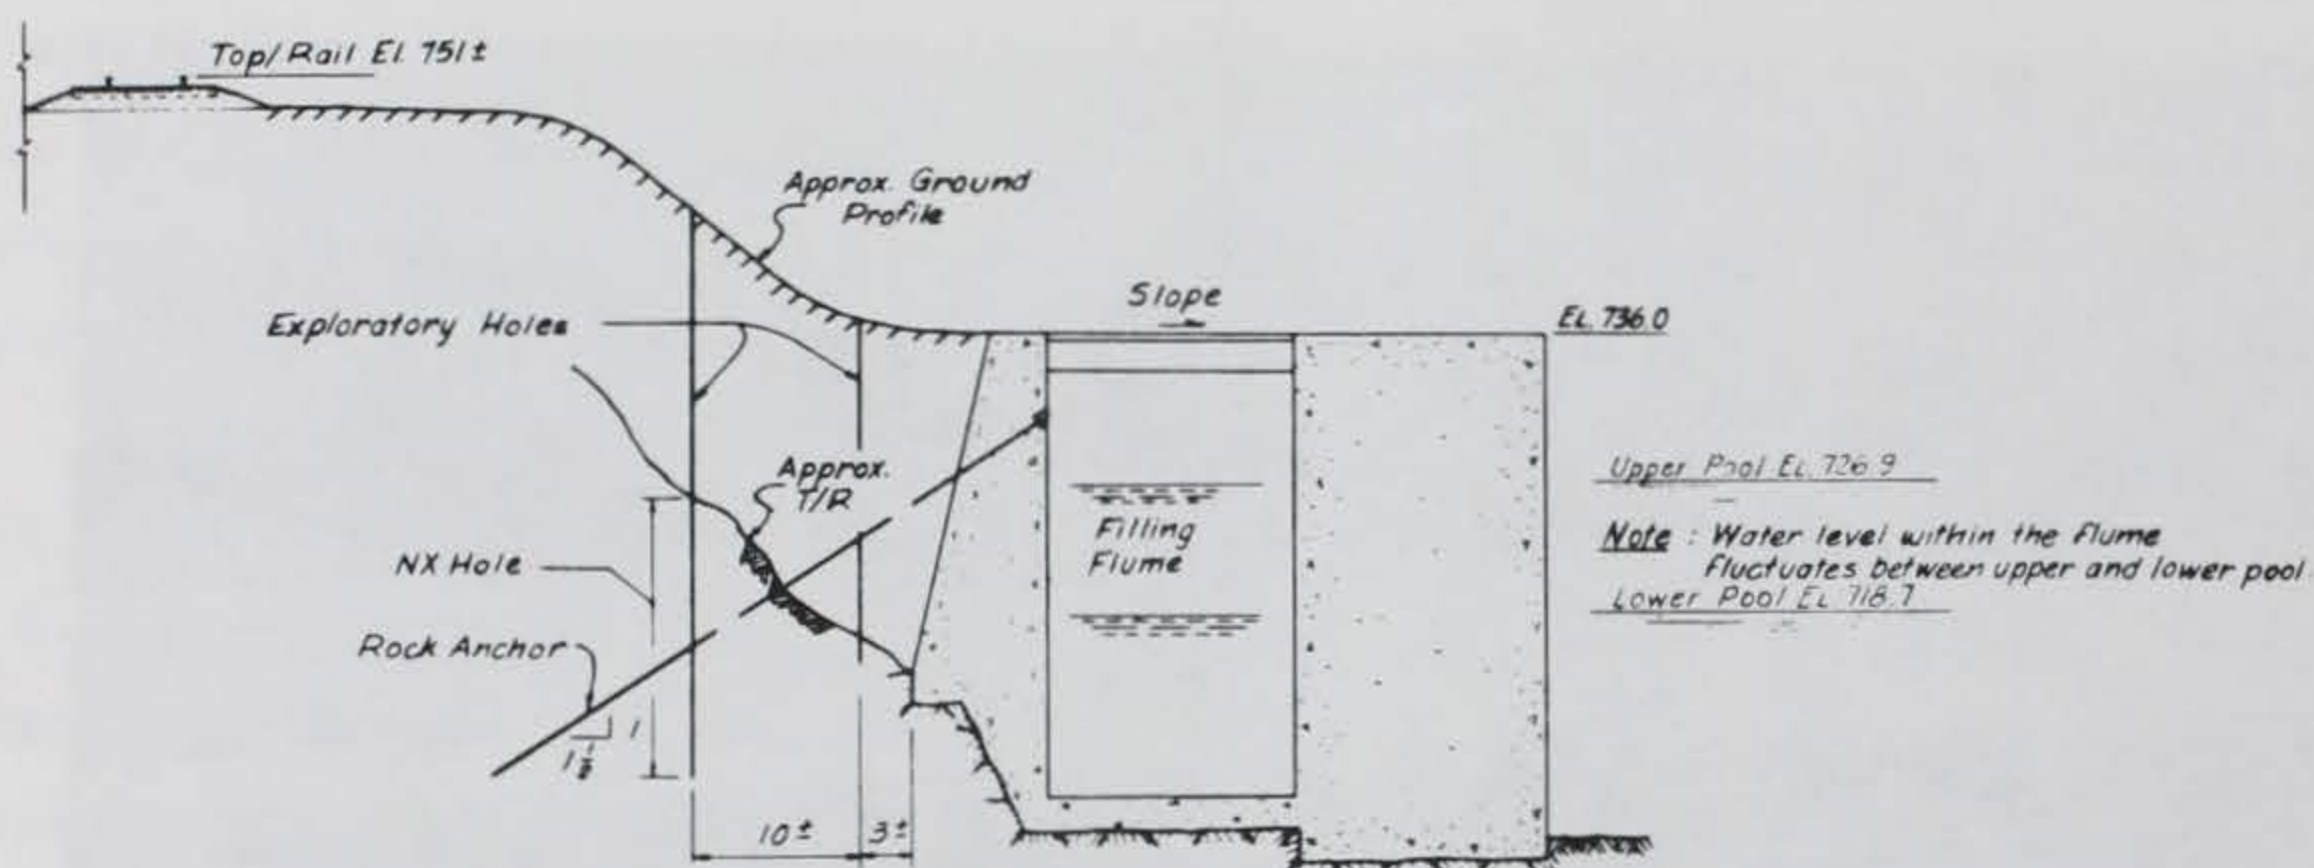 Top/Rail El. 751±
Approx. Ground
Profile
Slope
Exploratory Holes
EL. 736.0
Approx.
T/R
Upper Pool EL. 726.9
Filling
Flume
Note : Water level within the flume
fluctuates between upper and lower pool.
NX Hole
Lower Pool EL 718.7
Rock Anchor
1
1½
10±
3±